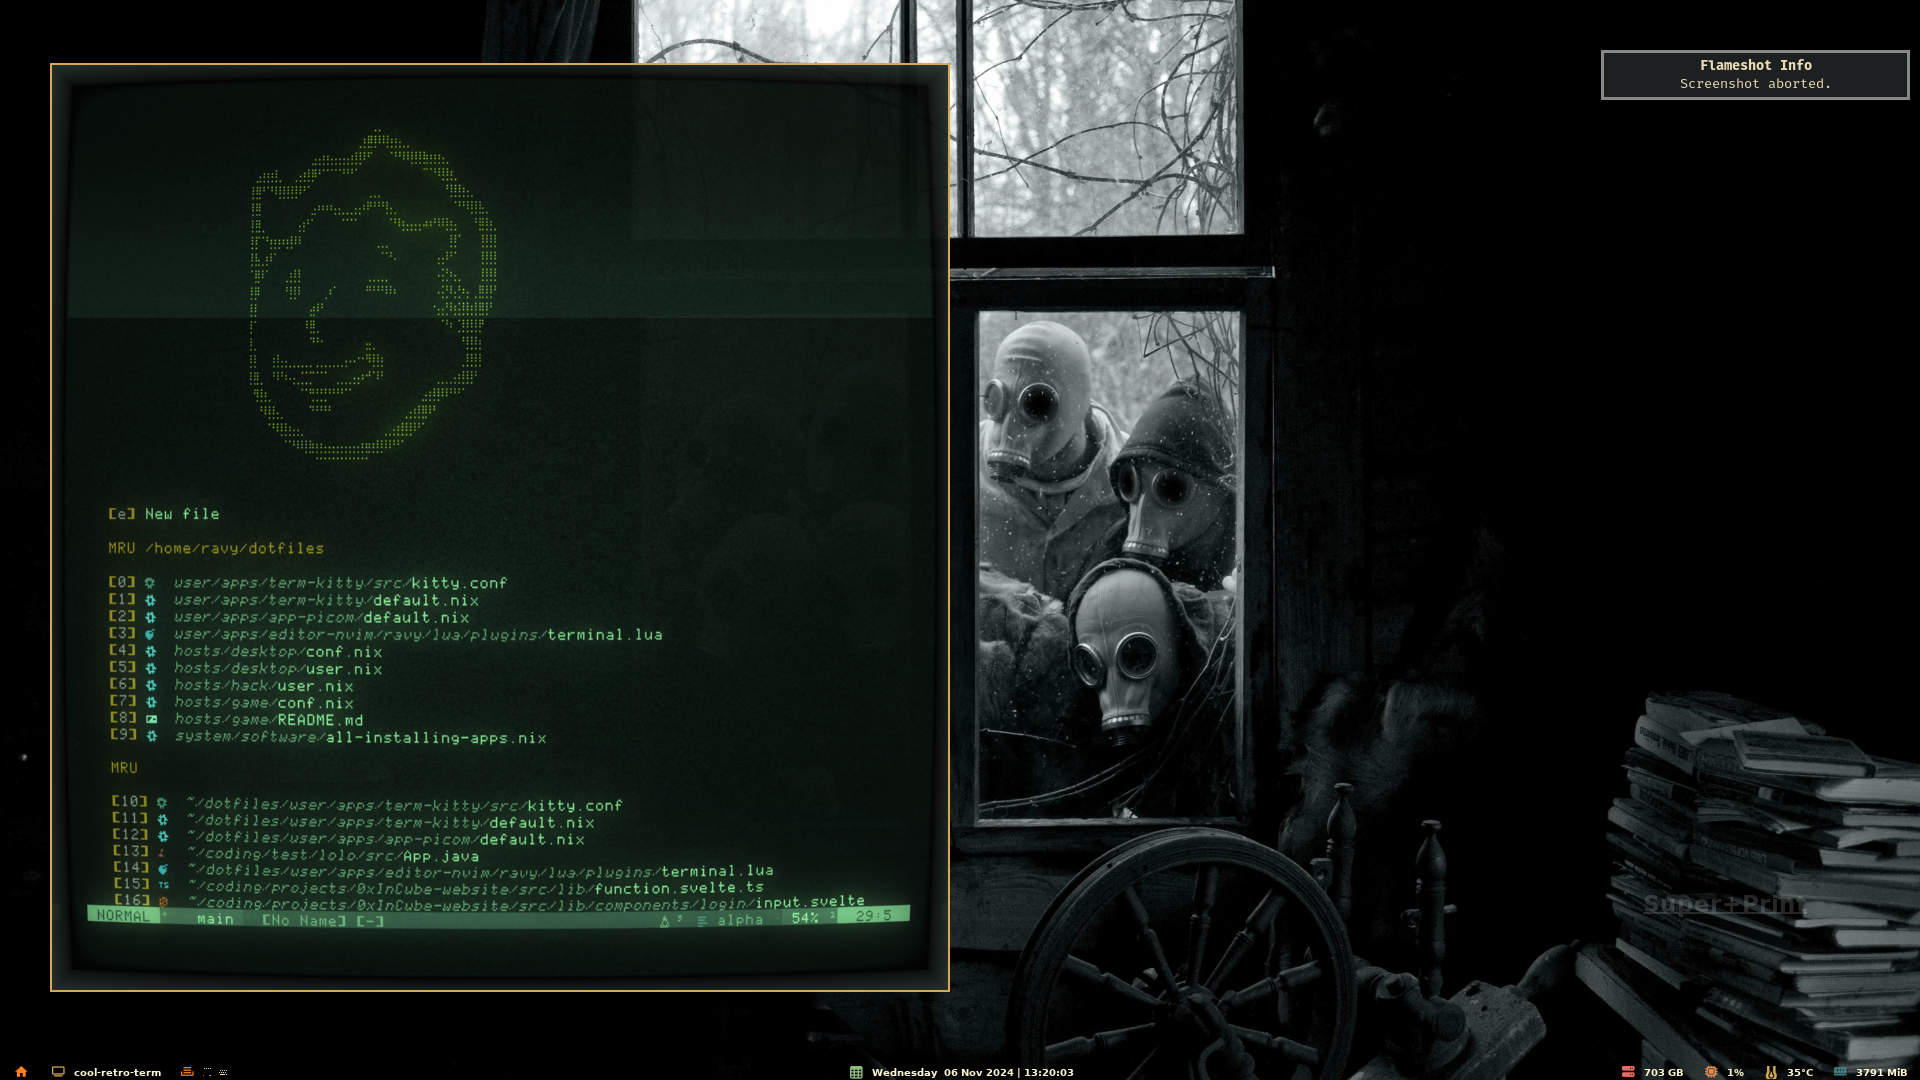 Flameshot Info
Screenshot aborted.
[e] New file
MRU /home/ravy/dotfiles
[0] user/apps/term-kitty/src/kitty.conf
[1] user/apps/term-kitty/default.nix
[2] user/apps/app-picom/default.nix
[3] user/apps/editor-nvim/ravy/lua/plugins/terminal.lua
[4] hosts/desktop/conf.nix
[5] hosts/desktop/user.nix
[6] hosts/hack/user.nix
[7] hosts/game/conf.nix
[8] hosts/game/README.md
[9] system/software/all-installing-apps.nix
MRU
[10] ~/dotfiles/user/apps/term-kitty/src/kitty.conf
[11] ~/dotfiles/user/apps/term-kitty/default.nix
[12] ~/dotfiles/user/apps/app-picom/default.nix
[13] ~/coding/test/lolo/src/App.java
[14] ~/dotfiles/user/apps/editor-nvim/ravy/lua/plugins/terminal.lua
[15] TS ~/coding/projects/0xInCube-website/src/lib/function.svelte.ts
[16] ~/coding/projects/0xInCube-website/src/lib/components/login/input.svelte
NORMAL main [No Name] [-] alpha 54% 29:5
Super+Print
cool-retro-term Wednesday 06 Nov 2024 | 13:20:03 703 GB 1% 35°C 3791 MiB